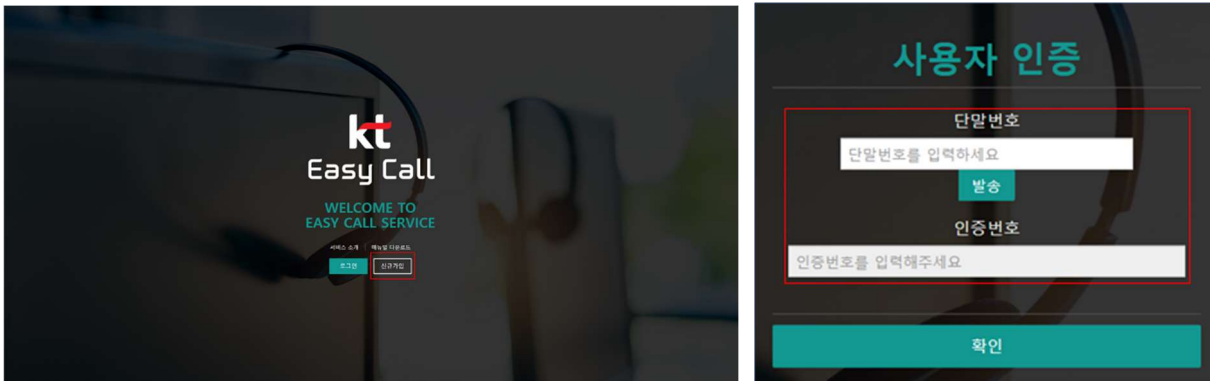 kt
Easy Call
WELCOME TO
EASY CALL SERVICE
서비스 소개 | 매뉴얼 다운로드
로그인 신규가입
사용자 인증
단말번호
단말번호를 입력하세요
발송
인증번호
인증번호를 입력해주세요
확인